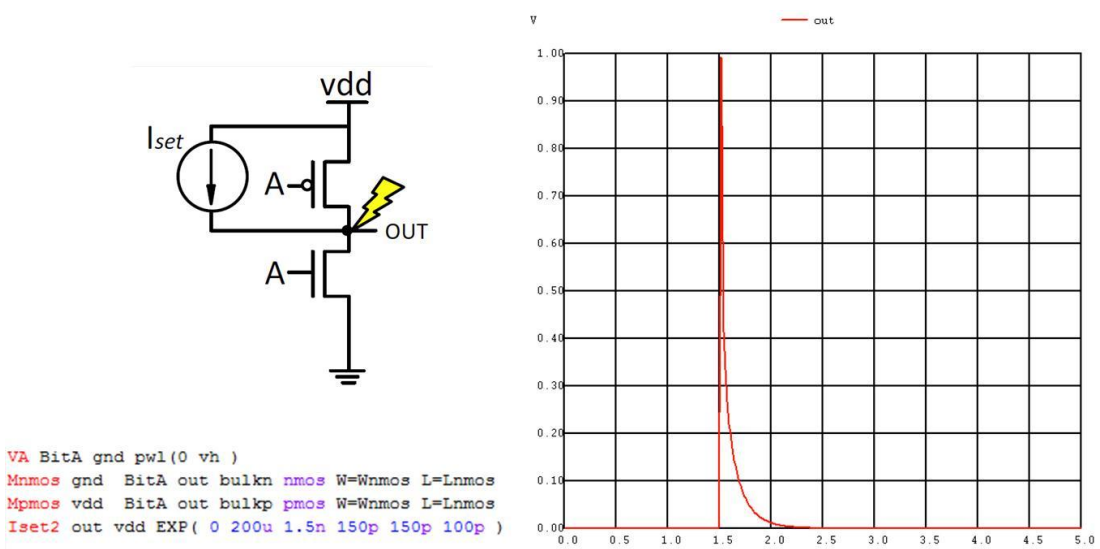 V
out
vdd
Iset
A
OUT
A
VA BitA gnd pwl(0 vh )
Mnmos gnd  BitA out bulkn nmos W=Wnmos L=Lnmos
Mpmos vdd  BitA out bulkp pmos W=Wnmos L=Lnmos
Iset2 out vdd EXP( 0 200u 1.5n 150p 150p 100p )
1.00
0.90
0.80
0.70
0.60
0.50
0.40
0.30
0.20
0.10
0.00
0.0 0.5 1.0 1.5 2.0 2.5 3.0 3.5 4.0 4.5 5.0